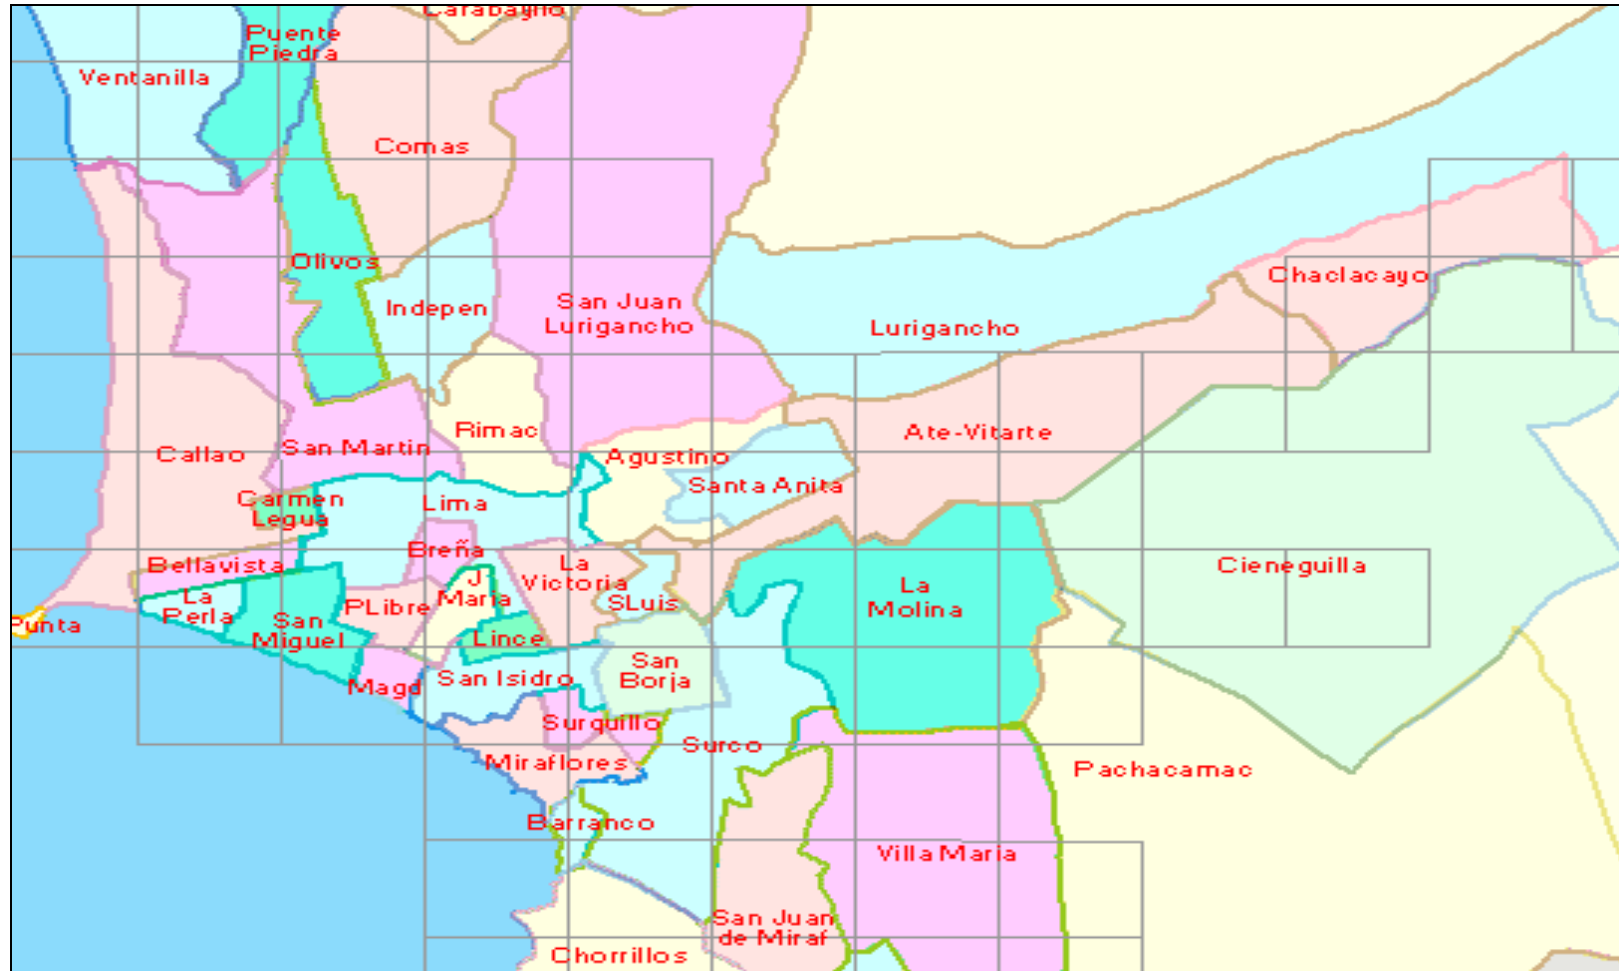 Carabayllo
Puente
Piedra
Ventanilla
Comas
Olivos
Indepen
San Juan
Lurigancho
Lurigancho
Chaclacayo
Callao
San Martin
Rimac
Agustino
Ate-Vitarte
Santa Anita
Carmen
Legua
Lima
Breña
Bellavista
La
Victoria
La
Perla
PLibre
J
Maria
SLuis
La
Molina
Cieneguilla
Punta
San
Miguel
Lince
Magd
San Isidro
San
Borja
Surquillo
Surco
Miraflores
Pachacamac
Barranco
Villa Maria
San Juan
de Miraf
Chorrillos